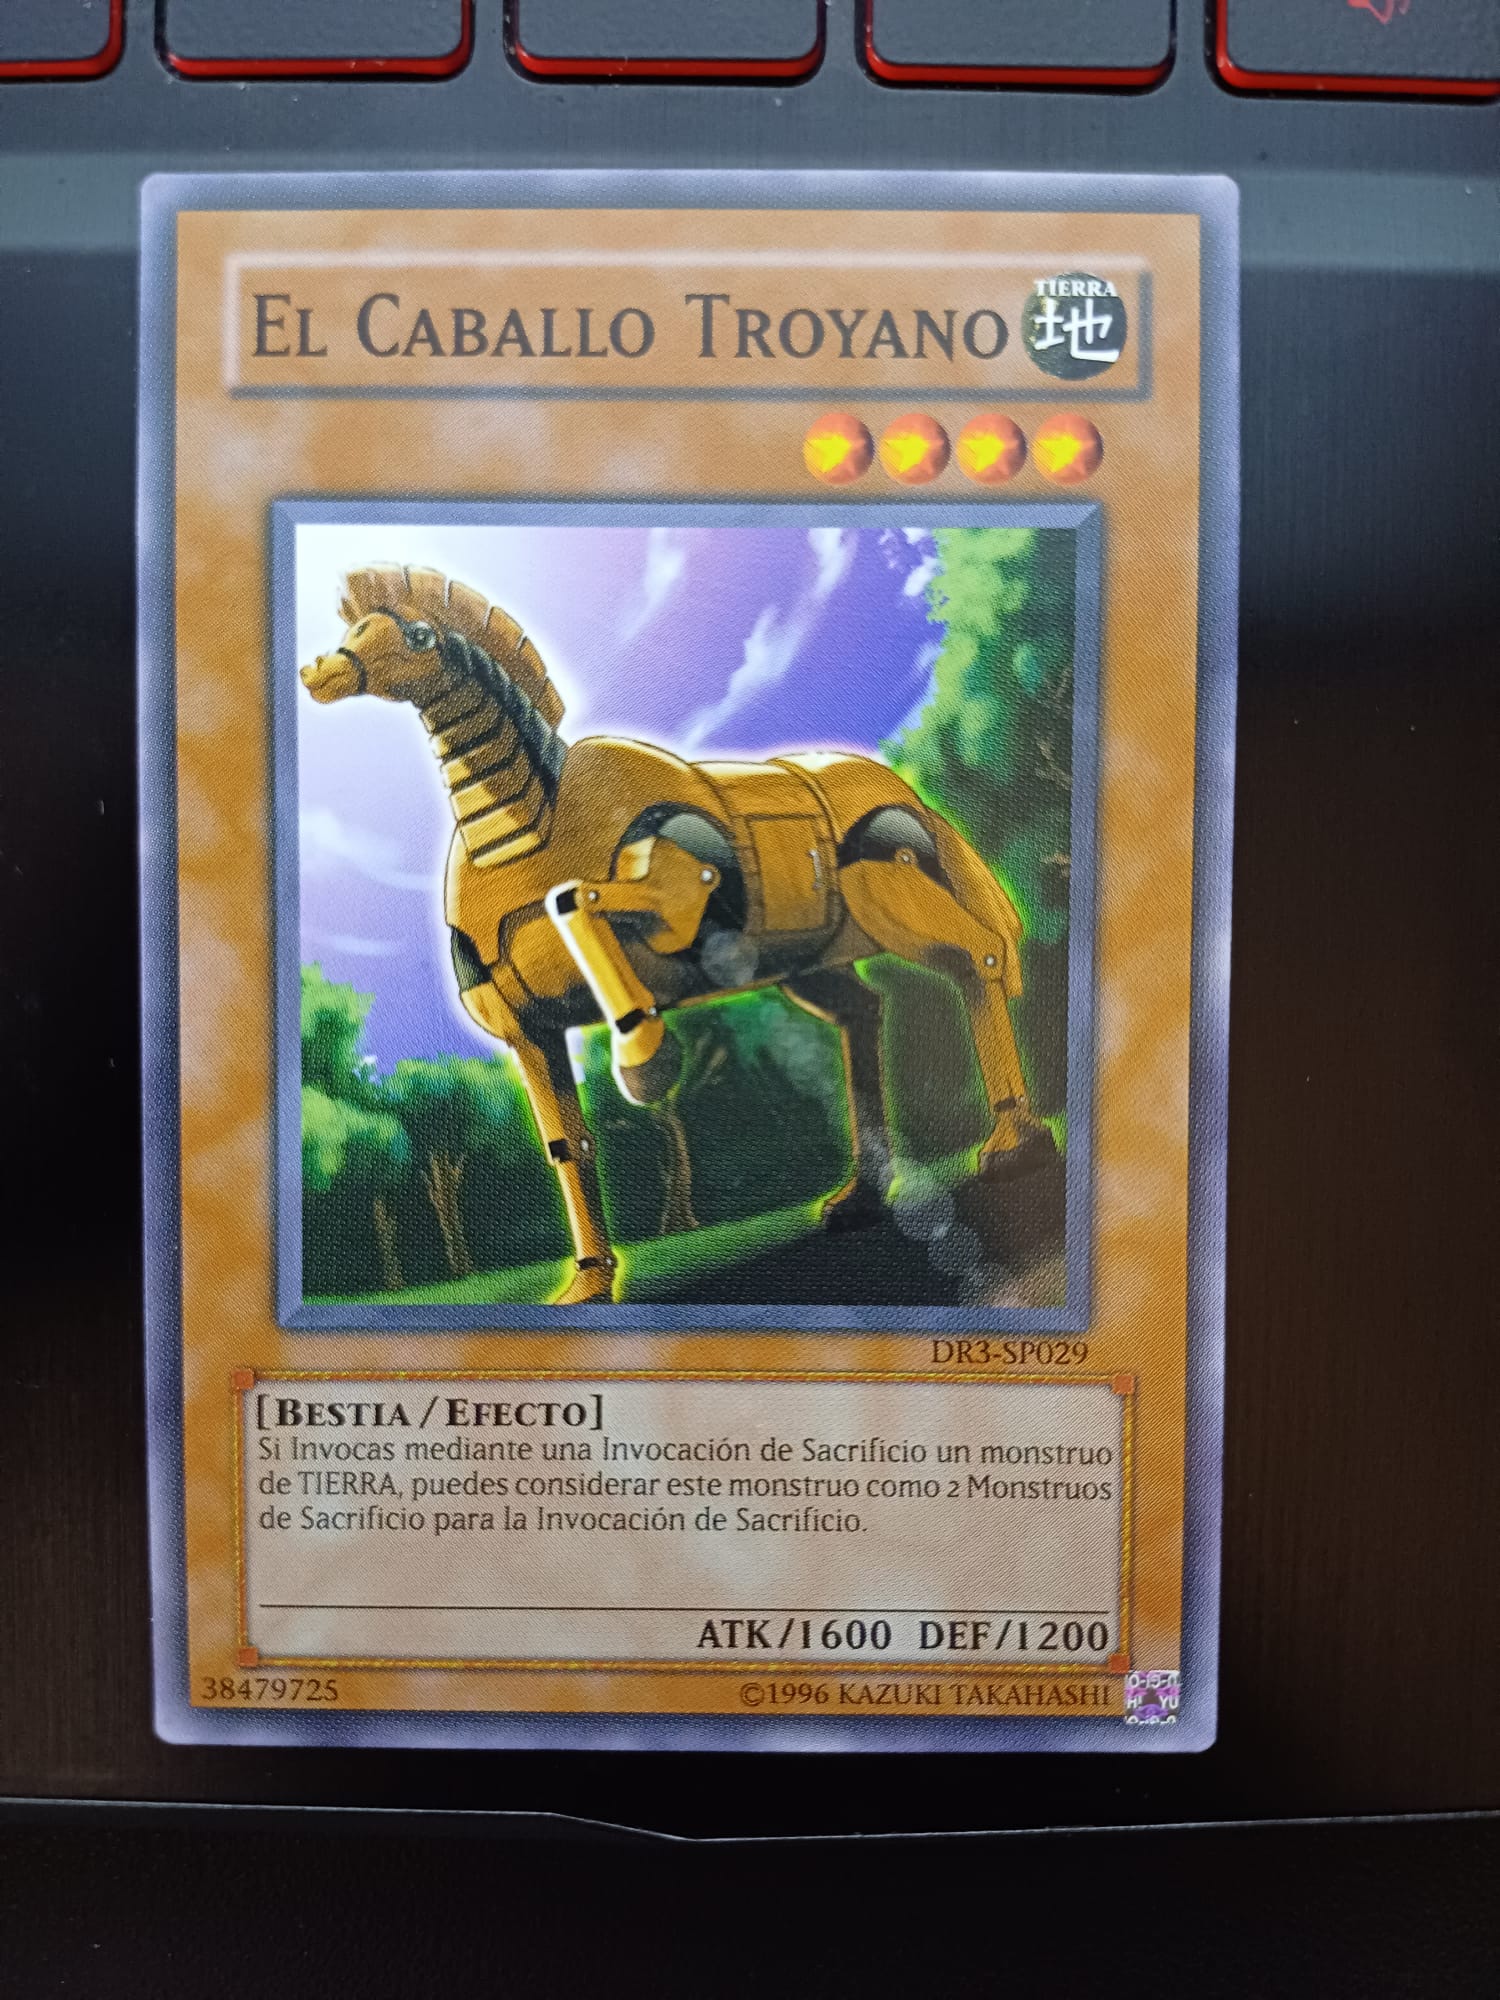 EL CABALLO TROYANO
TIERRA
地
DR3-SP029
[BESTIA/EFECTO]
Si Invocas mediante una Invocación de Sacrificio un monstruo
de TIERRA, puedes considerar este monstruo como 2 Monstruos
de Sacrificio para la Invocación de Sacrificio.
ATK/1600 DEF/1200
38479725
©1996 KAZUKI TAKAHASHI